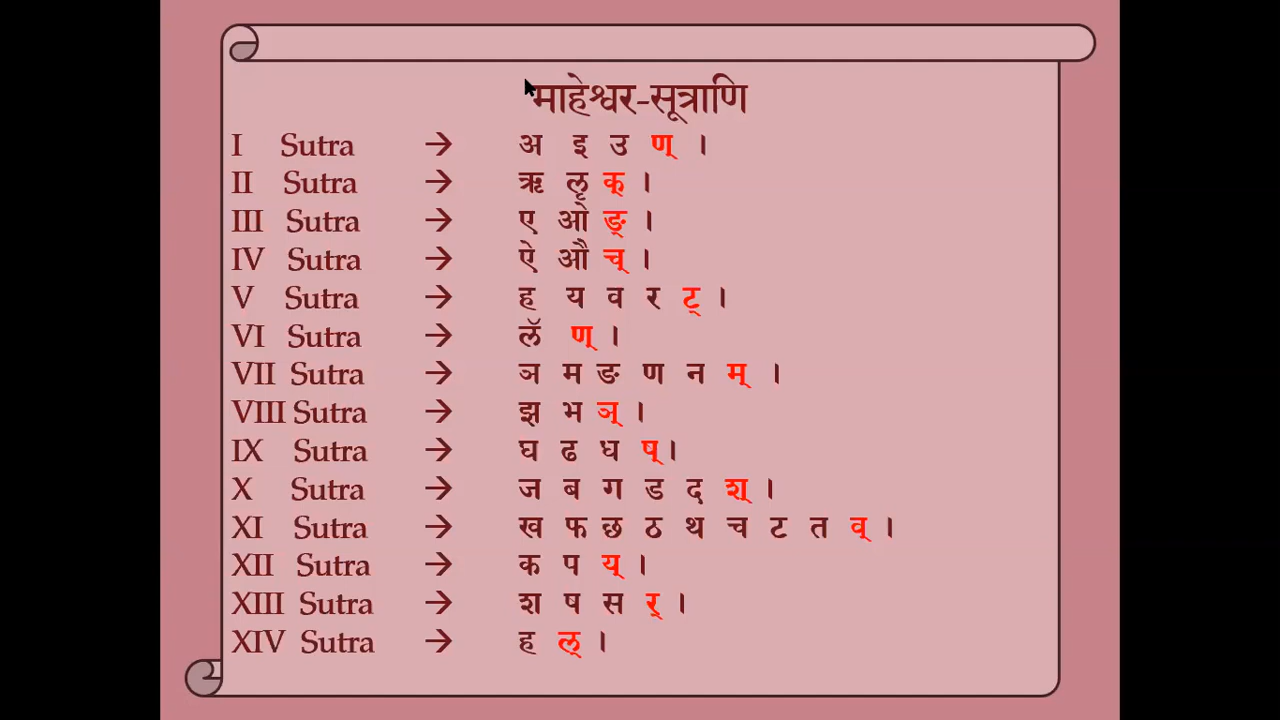 माहेश्वर-सूत्राणि
I Sutra → अ इ उ ण् ।
II Sutra → ऋ लृ क् ।
III Sutra → ए ओ ङ् ।
IV Sutra → ऐ औ च् ।
V Sutra → ह य व र ट् ।
VI Sutra → लॅ ण् ।
VII Sutra → ञ म ङ ण न म् ।
VIII Sutra → झ भ ञ् ।
IX Sutra → घ ढ ध ष् ।
X Sutra → ज ब ग ड द श् ।
XI Sutra → ख फ छ ठ थ च ट त व् ।
XII Sutra → क प य् ।
XIII Sutra → श ष स र् ।
XIV Sutra → ह ल् ।